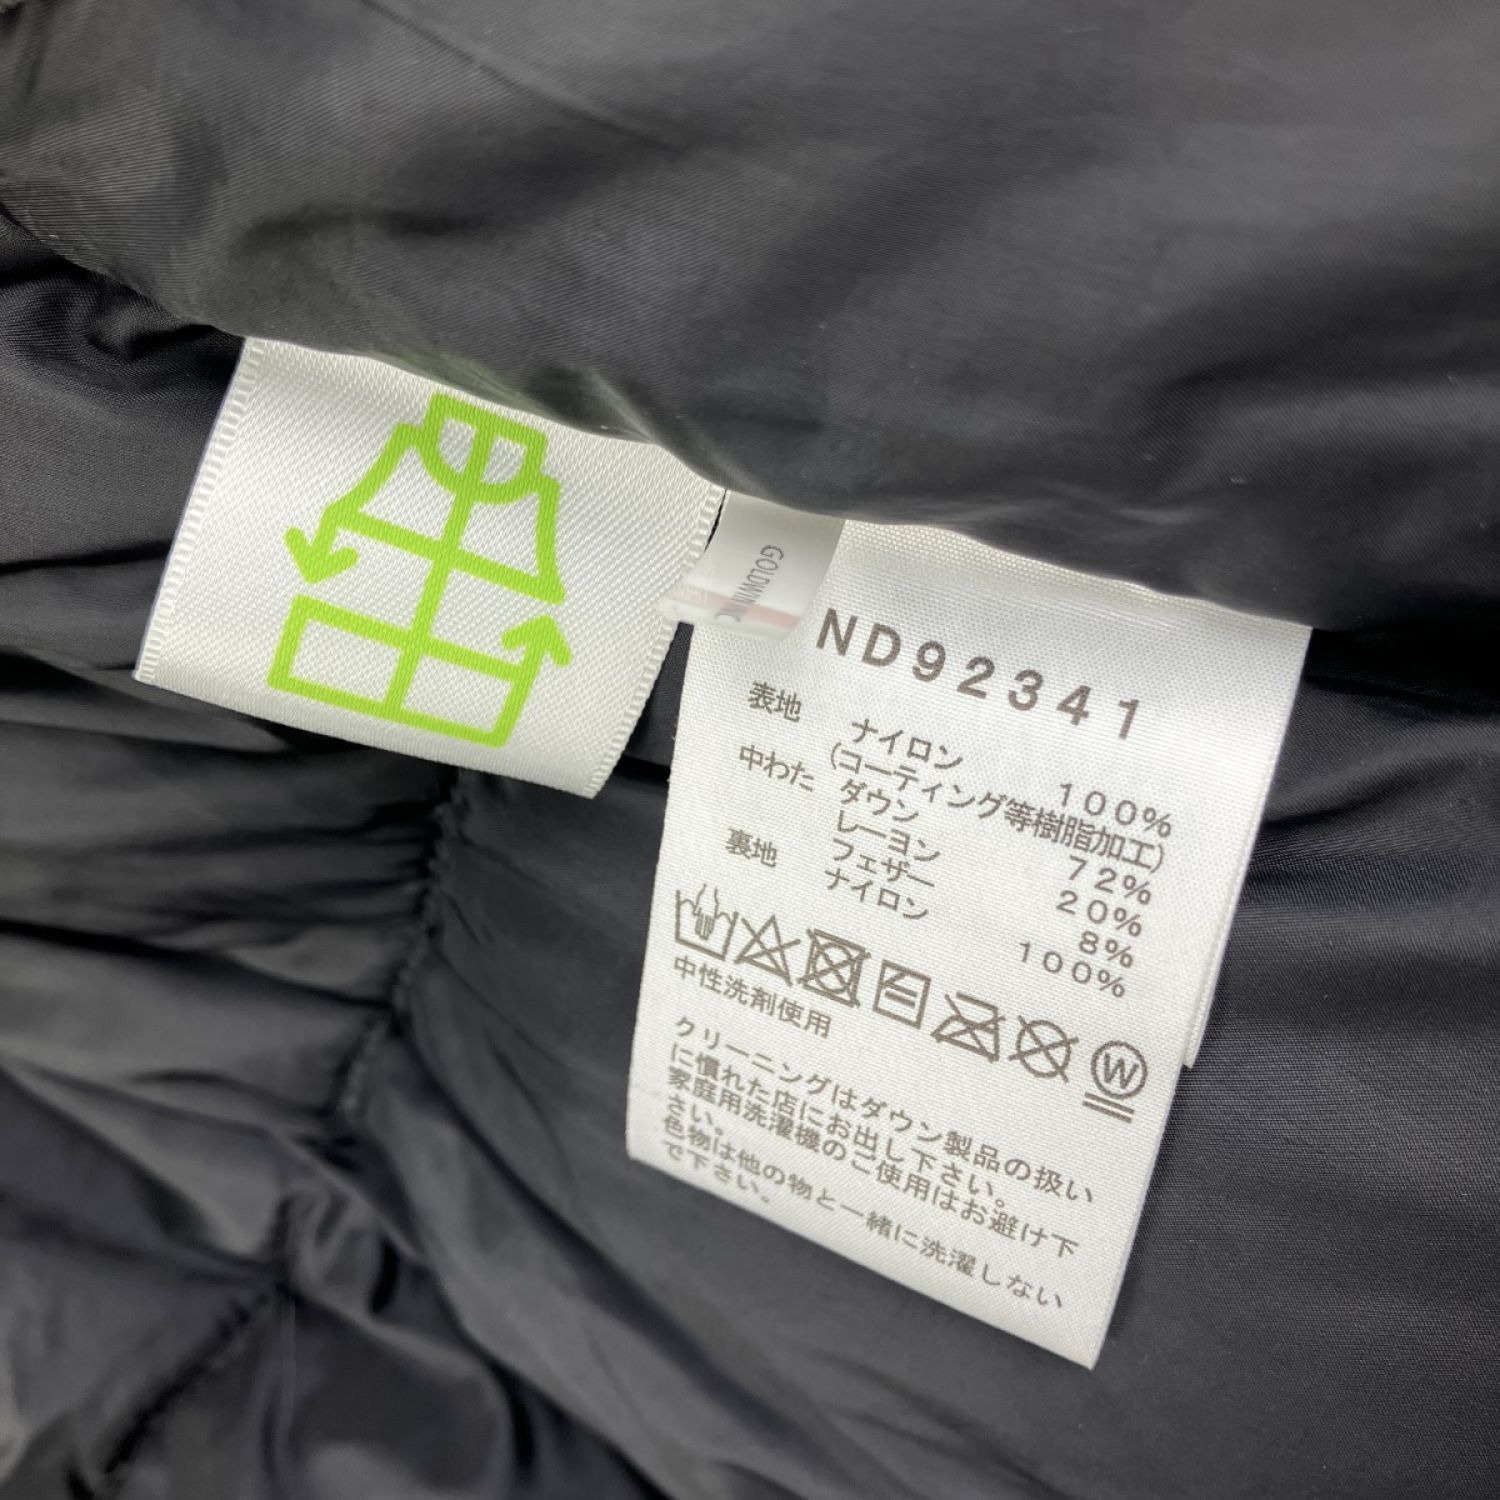 GOLDWIN
ND92341
表地 ナイロン 100%
(コーティング等樹脂加工)
中わた ダウン 72%
レーヨン 20%
フェザー 8%
裏地 ナイロン 100%
W
中性洗剤使用
クリーニングはダウン製品の扱い
に慣れた店にお出し下さい。
家庭用洗濯機のご使用はお避け下
さい。
色物は他の物と一緒に洗濯しない
で下さい。